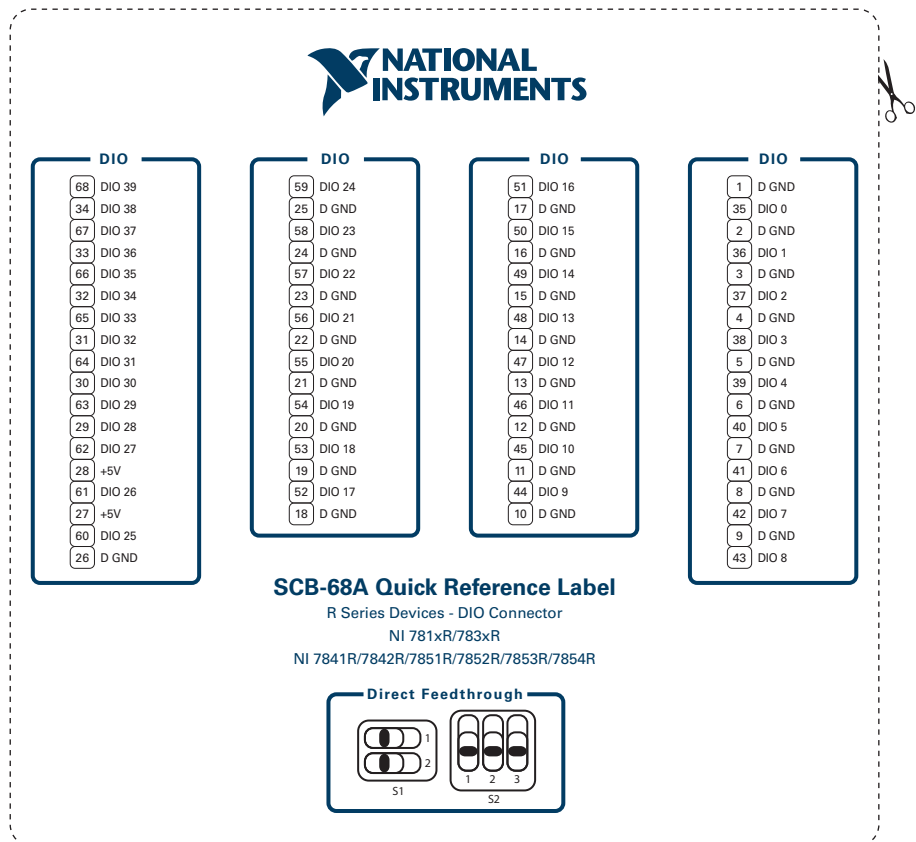 NATIONAL
INSTRUMENTS
DIO
68 DIO 39
34 DIO 38
67 DIO 37
33 DIO 36
66 DIO 35
32 DIO 34
65 DIO 33
31 DIO 32
64 DIO 31
30 DIO 30
63 DIO 29
29 DIO 28
62 DIO 27
28 +5V
61 DIO 26
27 +5V
60 DIO 25
26 D GND
DIO
59 DIO 24
25 D GND
58 DIO 23
24 D GND
57 DIO 22
23 D GND
56 DIO 21
22 D GND
55 DIO 20
21 D GND
54 DIO 19
20 D GND
53 DIO 18
19 D GND
52 DIO 17
18 D GND
DIO
51 DIO 16
17 D GND
50 DIO 15
16 D GND
49 DIO 14
15 D GND
48 DIO 13
14 D GND
47 DIO 12
13 D GND
46 DIO 11
12 D GND
45 DIO 10
11 D GND
44 DIO 9
10 D GND
DIO
1 D GND
35 DIO 0
2 D GND
36 DIO 1
3 D GND
37 DIO 2
4 D GND
38 DIO 3
5 D GND
39 DIO 4
6 D GND
40 DIO 5
7 D GND
41 DIO 6
8 D GND
42 DIO 7
9 D GND
43 DIO 8
SCB-68A Quick Reference Label
R Series Devices - DIO Connector
NI 781xR/783xR
NI 7841R/7842R/7851R/7852R/7853R/7854R
Direct Feedthrough
1
2
S1
1 2 3
S2